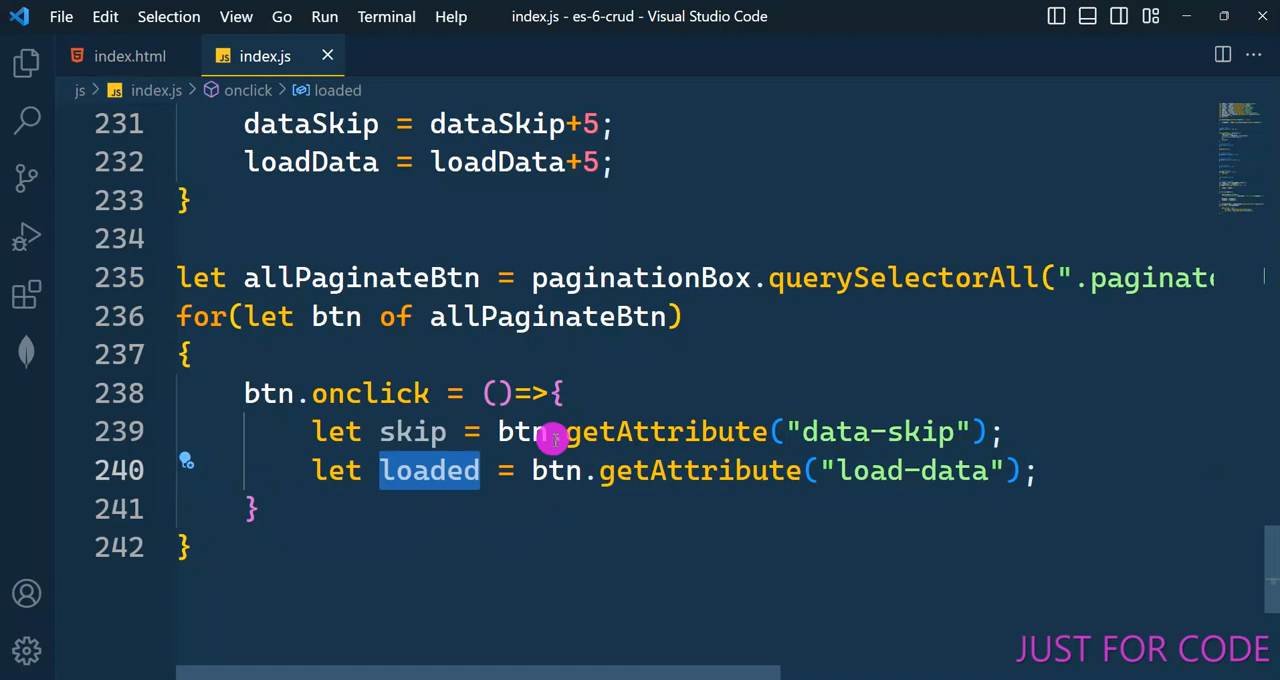 File Edit Selection View Go Run Terminal Help index.js - es-6-crud - Visual Studio Code
index.html JS index.js
js > JS index.js > onclick > loaded
231 dataSkip = dataSkip+5;
232 loadData = loadData+5;
233 }
234
235 let allPaginateBtn = paginationBox.querySelectorAll(".paginate
236 for(let btn of allPaginateBtn)
237 {
238 btn.onclick = ()=>{
239 let skip = btn.getAttribute("data-skip");
240 let loaded = btn.getAttribute("load-data");
241 }
242 }
JUST FOR CODE